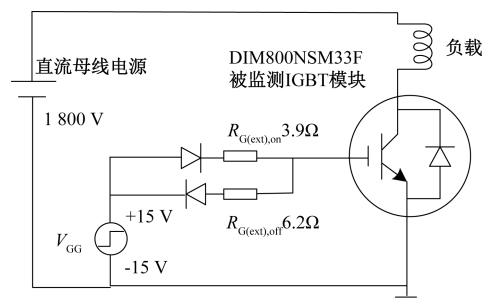 DIM800NSM33F
被监测IGBT模块
负载
直流母线电源
1 800 V
RG(ext),on3.9Ω
RG(ext),off6.2Ω
+15 V
VGG
-15 V